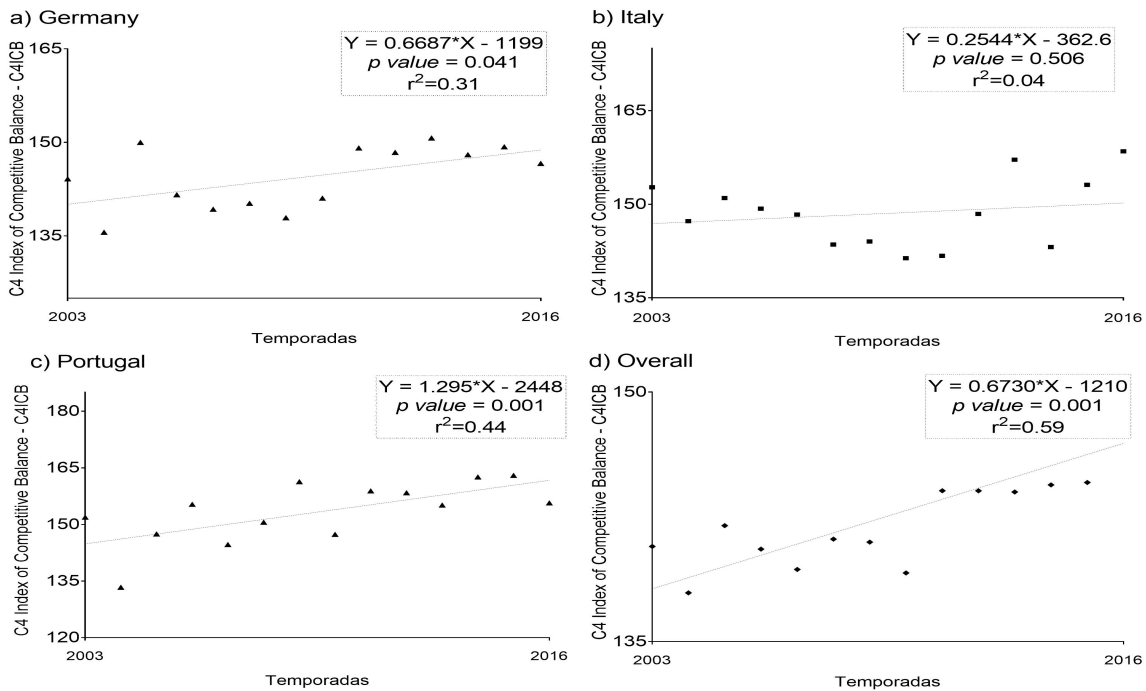 a) Germany
C4 Index of Competitive Balance - C4ICB
165
150
135
Y = 0.6687*X - 1199
p value = 0.041
r²=0.31
2003
2016
Temporadas
b) Italy
C4 Index of Competitive Balance - C4ICB
165
150
135
Y = 0.2544*X - 362.6
p value = 0.506
r²=0.04
2003
2016
Temporadas
c) Portugal
C4 Index of Competitive Balance - C4ICB
180
165
150
135
120
Y = 1.295*X - 2448
p value = 0.001
r²=0.44
2003
2016
Temporadas
d) Overall
C4 Index of Competitive Balance - C4ICB
150
135
Y = 0.6730*X - 1210
p value = 0.001
r²=0.59
2003
2016
Temporadas